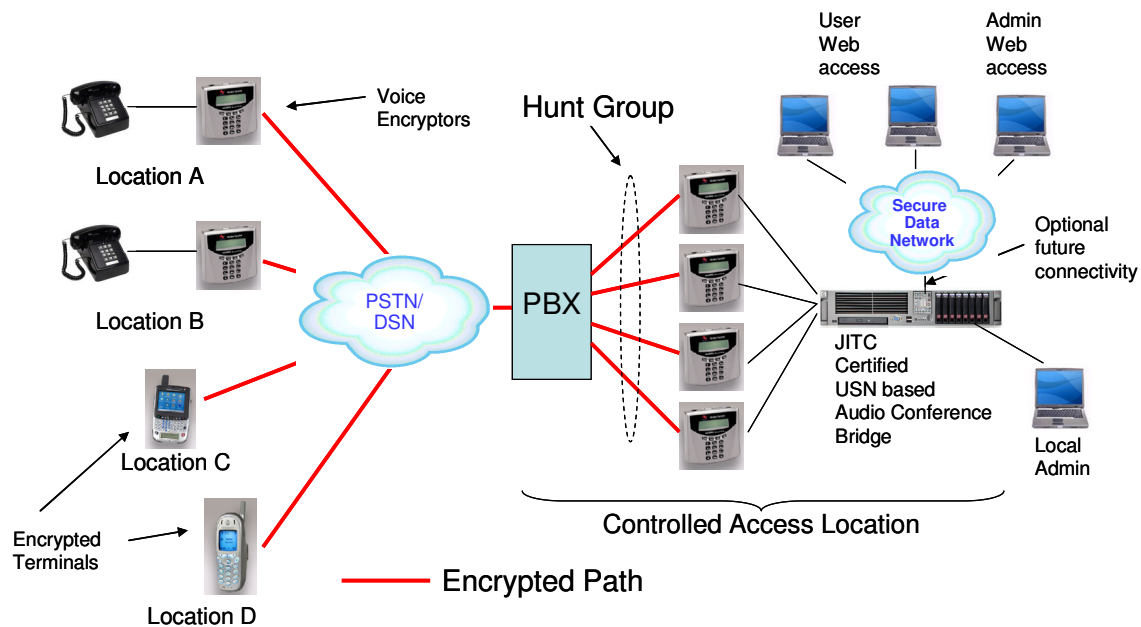 User
Web
access
Admin
Web
access
Voice
Encryptors
Hunt Group
Location A
Secure
Data
Network
Optional
future
connectivity
PSTN/
DSN
PBX
Location B
JITC
Certified
USN based
Audio Conference
Bridge
Local
Admin
Location C
Controlled Access Location
Encrypted
Terminals
Encrypted Path
Location D